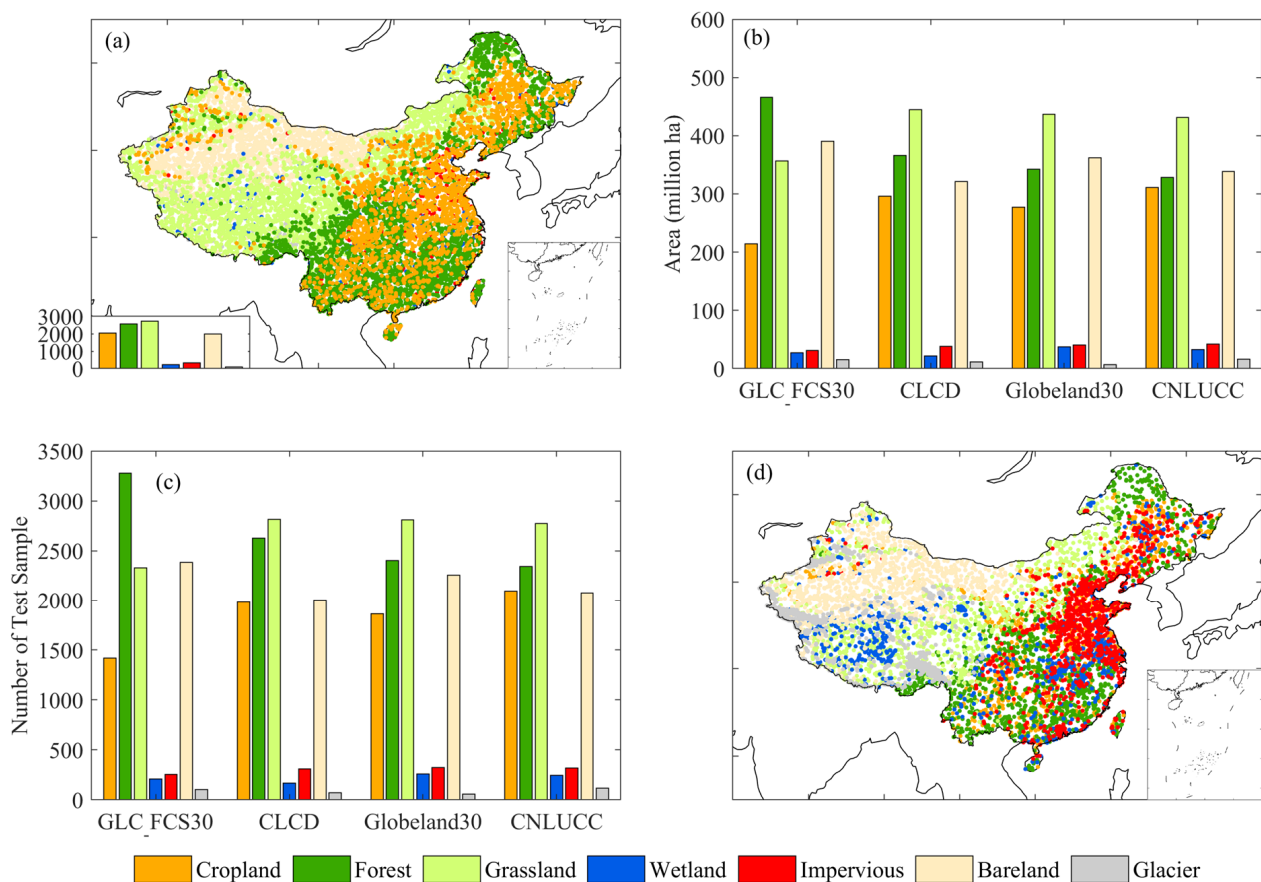 (a)
3000
2000
1000
0
(b)
Area (million ha)
600
500
400
300
200
100
0
GLC_FCS30 CLCD Globeland30 CNLUCC
(c)
Number of Test Sample
3500
3000
2500
2000
1500
1000
500
0
GLC_FCS30 CLCD Globeland30 CNLUCC
(d)
Cropland Forest Grassland Wetland Impervious Bareland Glacier